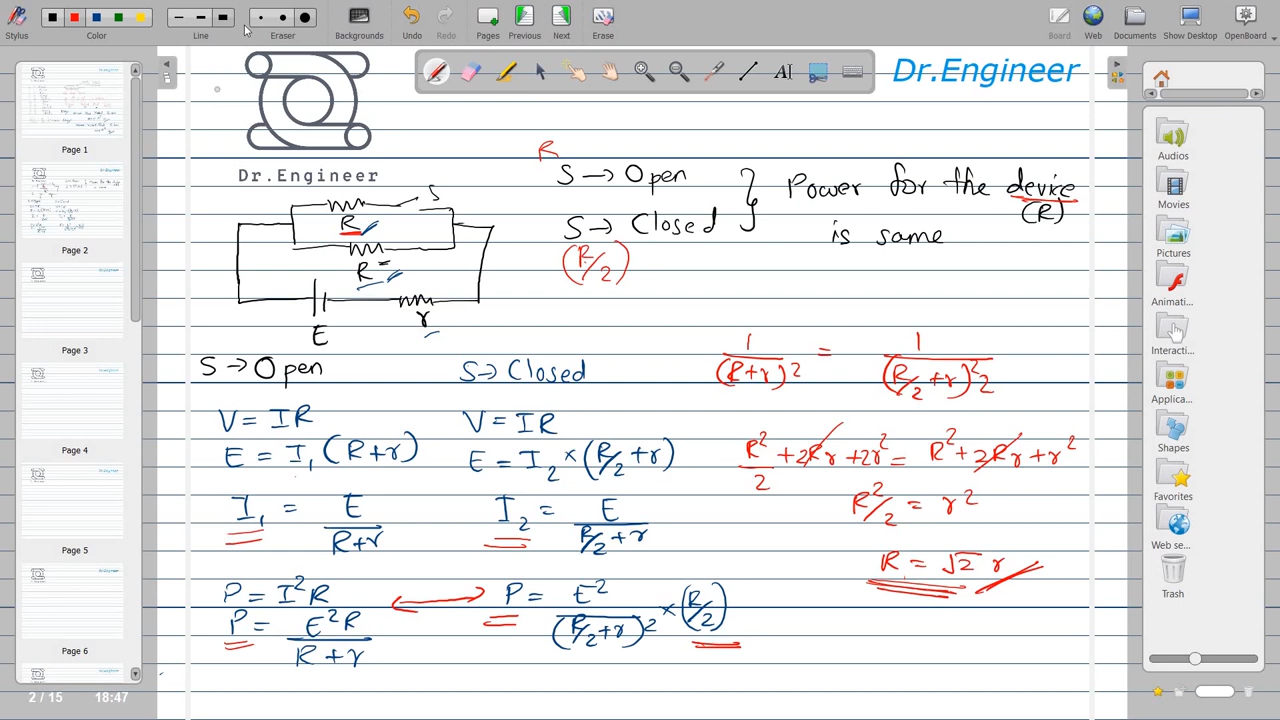 Stylus
Color
Line
Eraser
Backgrounds
Undo
Redo
Pages
Previous
Next
Erase
Board
Web
Documents
Show Desktop
OpenBoard
Dr.Engineer
Dr.Engineer
R
S → Open
S → Closed
(R/2)
} Power for the device
(R)
is same
S
R
R
E
r
S → Open
V = IR
E = I₁ (R+r)
I₁ = E / (R+r)
P = I²R
P = E²R / R+r
S → Closed
V = IR
E = I₂ × (R/2 + r)
I₂ = E / (R/2 + r)
P = E² / (R/2 + r)² × (R/2)
1 / (R+r)² = 1 / (R/2 + r)² 2
R²/2 + 2Rr + 2r² = R² + 2Rr + r²
R²/2 = r²
R = √2 r
Page 1
Page 2
Page 3
Page 4
Page 5
Page 6
2 / 15 18:47
Audios
Movies
Pictures
Animati...
Interacti...
Applica...
Shapes
Favorites
Web se...
Trash